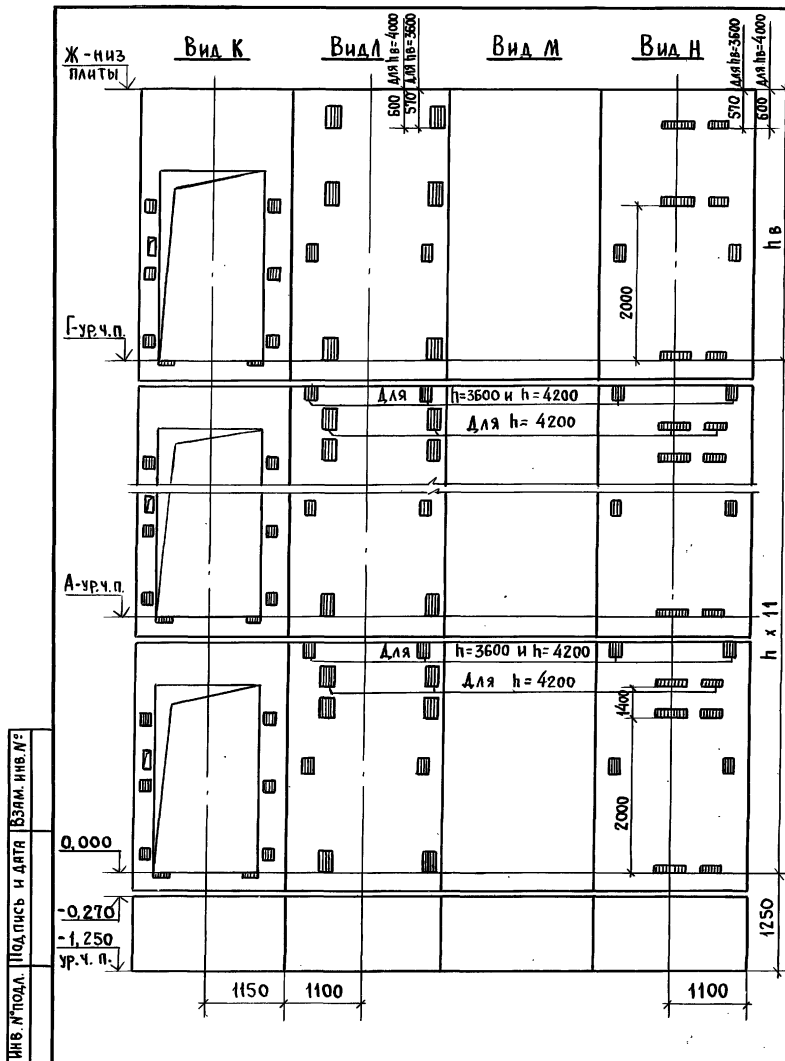 Ж-низ
плиты
Вид К
Вид Л
Вид М
Вид Н
600 для hв=4000
570 для hв=3600
570 для hв=3600
600 для hв=4000
hв
2000
Г-ур.ч.п.
Для h=3600 и h=4200
Для h=4200
А-ур.ч.п.
h x 11
Для h=3600 и h=4200
Для h=4200
1400
2000
0,000
-0,270
-1,250
ур.ч.п.
1250
1150
1100
1100
Взам. инв. №
Подпись и дата
Инв. № подл.